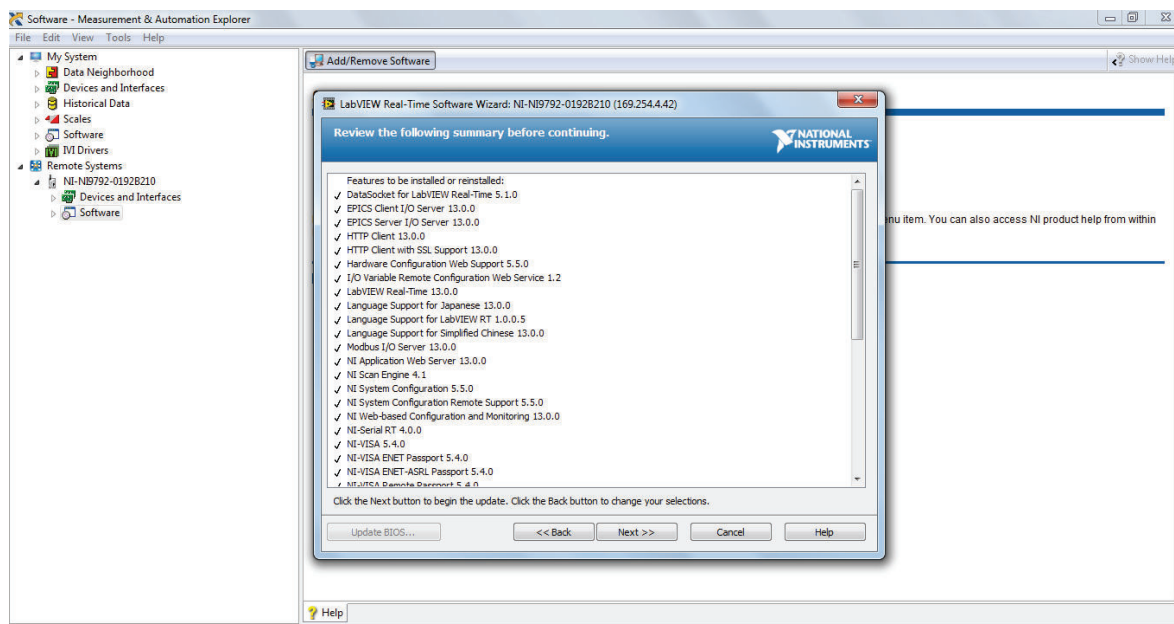 Software - Measurement & Automation Explorer
File Edit View Tools Help
My System
Data Neighborhood
Devices and Interfaces
Historical Data
Scales
Software
IVI Drivers
Remote Systems
NI-NI9792-0192B210
Devices and Interfaces
Software
Add/Remove Software
Show Help
LabVIEW Real-Time Software Wizard: NI-NI9792-0192B210 (169.254.4.42)
Review the following summary before continuing.
NATIONAL
INSTRUMENTS
Features to be installed or reinstalled:
DataSocket for LabVIEW Real-Time 5.1.0
EPICS Client I/O Server 13.0.0
EPICS Server I/O Server 13.0.0
HTTP Client 13.0.0
HTTP Client with SSL Support 13.0.0
Hardware Configuration Web Support 5.5.0
I/O Variable Remote Configuration Web Service 1.2
LabVIEW Real-Time 13.0.0
Language Support for Japanese 13.0.0
Language Support for LabVIEW RT 1.0.0.5
Language Support for Simplified Chinese 13.0.0
Modbus I/O Server 13.0.0
NI Application Web Server 13.0.0
NI Scan Engine 4.1
NI System Configuration 5.5.0
NI System Configuration Remote Support 5.5.0
NI Web-based Configuration and Monitoring 13.0.0
NI-Serial RT 4.0.0
NI-VISA 5.4.0
NI-VISA ENET Passport 5.4.0
NI-VISA ENET-ASRL Passport 5.4.0
NI-VISA Remote Passport 5.4.0
enu item. You can also access NI product help from within
Click the Next button to begin the update. Click the Back button to change your selections.
Update BIOS...
<< Back
Next >>
Cancel
Help
Help